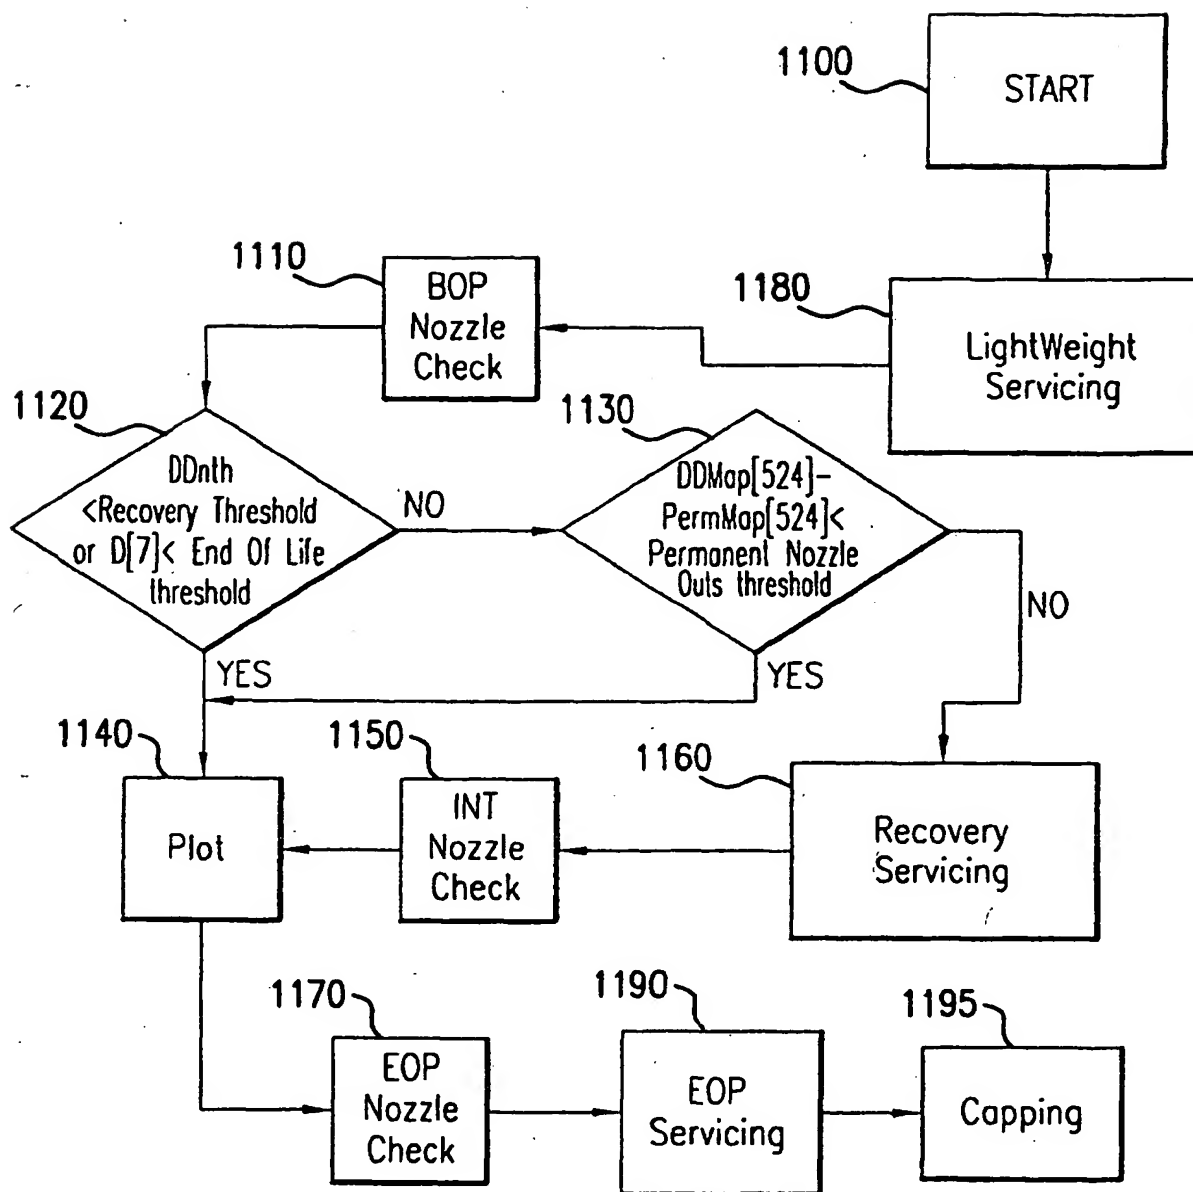 1100
START
1110
BOP
Nozzle
Check
1180
LightWeight
Servicing
1120
DDnth
<Recovery Threshold
or D[7]< End Of Life
threshold
NO
YES
1130
DDMap[524]–
PermMap[524]<
Permanent Nozzle
Outs threshold
NO
YES
1140
Plot
1150
INT
Nozzle
Check
1160
Recovery
Servicing
1170
EOP
Nozzle
Check
1190
EOP
Servicing
1195
Capping